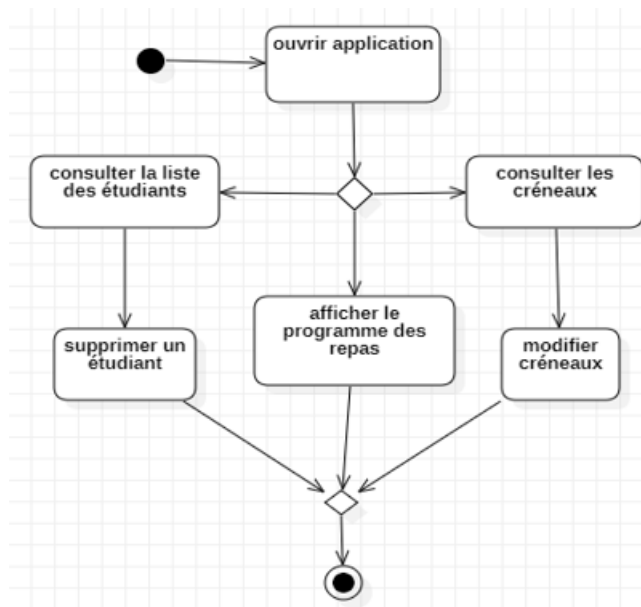 ouvrir application
consulter la liste
des étudiants
consulter les
créneaux
afficher le
programme des
repas
supprimer un
étudiant
modifier
créneaux